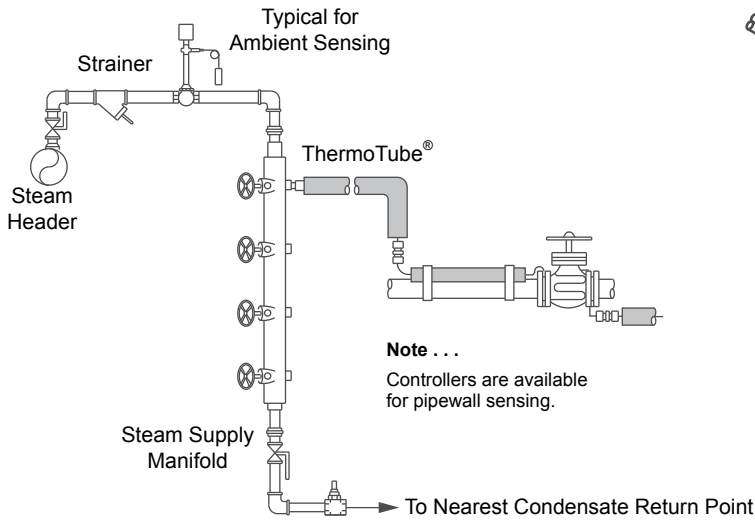 Typical for
Ambient Sensing
Strainer
ThermoTube®
Steam
Header
Note . . .
Controllers are available
for pipewall sensing.
Steam Supply
Manifold
To Nearest Condensate Return Point